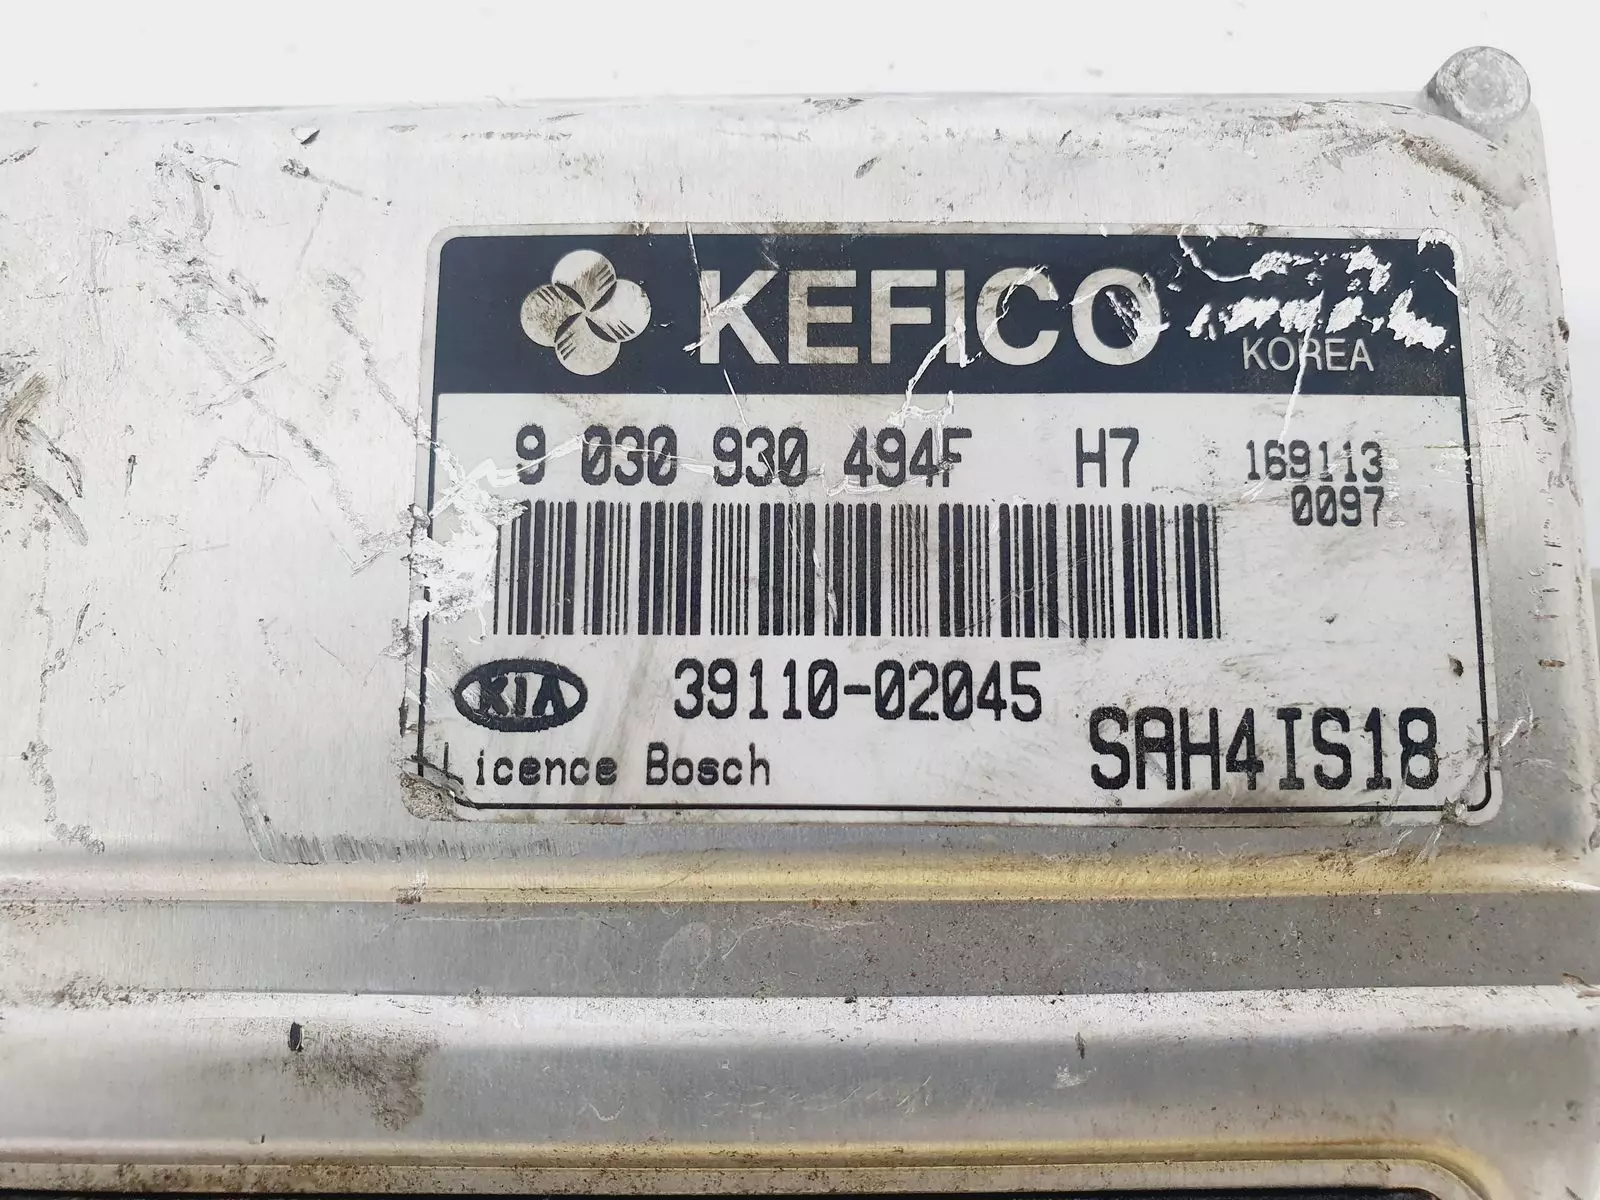 KEFICO
KOREA
9 030 930 494F H7 169113
0097
KIA 39110-02045
Licence Bosch SAH4IS18